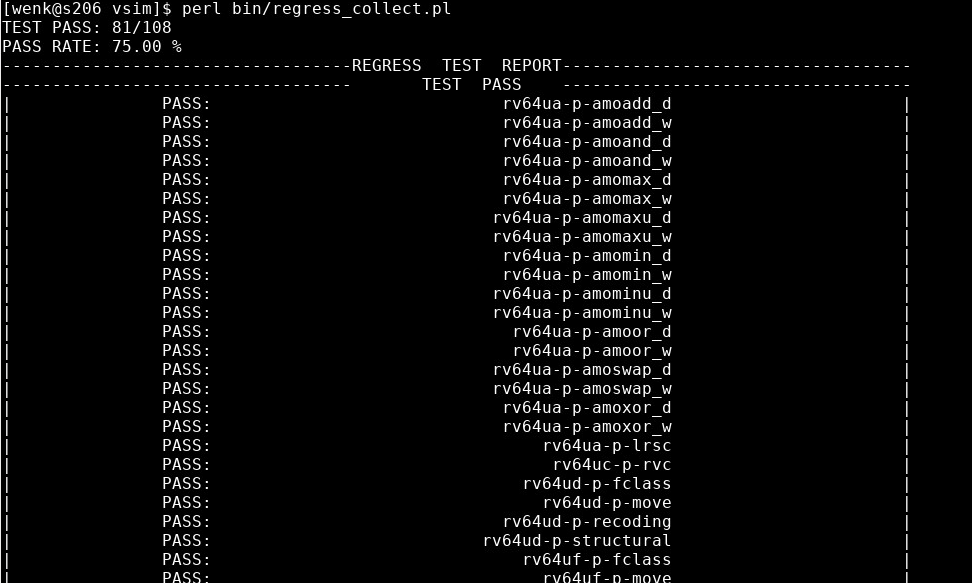 [wenk@s206 vsim]$ perl bin/regress_collect.pl
TEST PASS: 81/108
PASS RATE: 75.00 %
-----------------------------------REGRESS  TEST  REPORT-----------------------------------
-----------------------------------       TEST  PASS    -----------------------------------
|               PASS:                             rv64ua-p-amoadd_d                       |
|               PASS:                             rv64ua-p-amoadd_w                       |
|               PASS:                             rv64ua-p-amoand_d                       |
|               PASS:                             rv64ua-p-amoand_w                       |
|               PASS:                             rv64ua-p-amomax_d                       |
|               PASS:                             rv64ua-p-amomax_w                       |
|               PASS:                            rv64ua-p-amomaxu_d                       |
|               PASS:                            rv64ua-p-amomaxu_w                       |
|               PASS:                             rv64ua-p-amomin_d                       |
|               PASS:                             rv64ua-p-amomin_w                       |
|               PASS:                            rv64ua-p-amominu_d                       |
|               PASS:                            rv64ua-p-amominu_w                       |
|               PASS:                              rv64ua-p-amoor_d                       |
|               PASS:                              rv64ua-p-amoor_w                       |
|               PASS:                            rv64ua-p-amoswap_d                       |
|               PASS:                            rv64ua-p-amoswap_w                       |
|               PASS:                             rv64ua-p-amoxor_d                       |
|               PASS:                             rv64ua-p-amoxor_w                       |
|               PASS:                                 rv64ua-p-lrsc                       |
|               PASS:                                  rv64uc-p-rvc                       |
|               PASS:                               rv64ud-p-fclass                       |
|               PASS:                                 rv64ud-p-move                       |
|               PASS:                             rv64ud-p-recoding                       |
|               PASS:                           rv64ud-p-structural                       |
|               PASS:                               rv64uf-p-fclass                       |
|               PASS:                                 rv64uf-p-move                       |